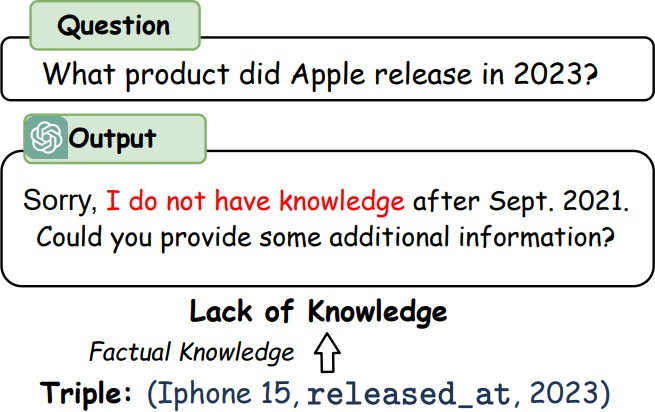 Question
What product did Apple release in 2023?
Output
Sorry, I do not have knowledge after Sept. 2021.
Could you provide some additional information?
Lack of Knowledge
Factual Knowledge
Triple: (Iphone 15, released_at, 2023)